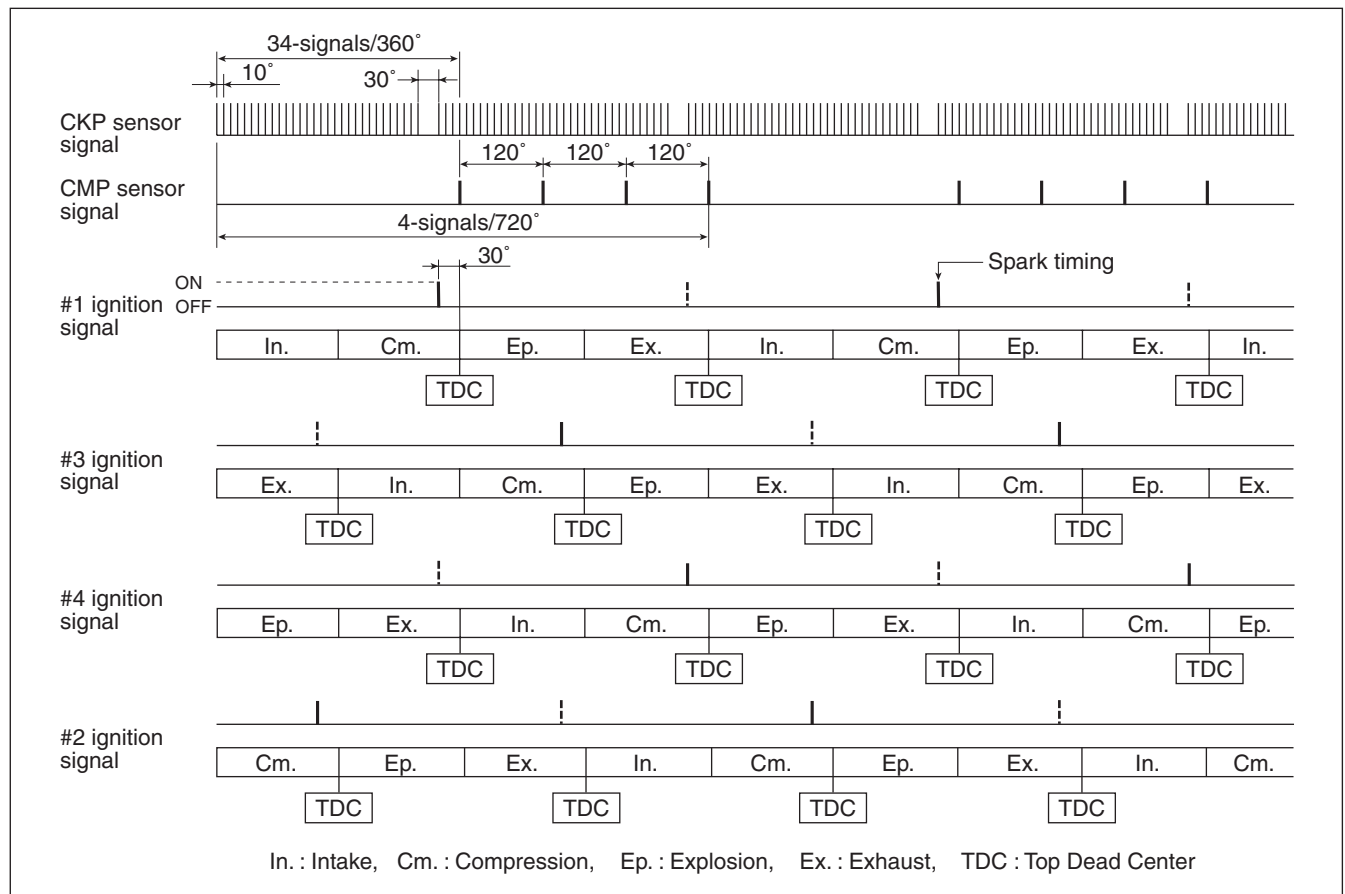 34-signals/360˚
10˚ 30˚
CKP sensor
signal
120˚ 120˚ 120˚
CMP sensor
signal
4-signals/720˚
30˚
Spark timing
ON
OFF
#1 ignition
signal
In. Cm. Ep. Ex. In. Cm. Ep. Ex. In.
TDC TDC TDC TDC
#3 ignition
signal
Ex. In. Cm. Ep. Ex. In. Cm. Ep. Ex.
TDC TDC TDC TDC
#4 ignition
signal
Ep. Ex. In. Cm. Ep. Ex. In. Cm. Ep.
TDC TDC TDC TDC
#2 ignition
signal
Cm. Ep. Ex. In. Cm. Ep. Ex. In. Cm.
TDC TDC TDC TDC
In. : Intake, Cm. : Compression, Ep. : Explosion, Ex. : Exhaust, TDC : Top Dead Center